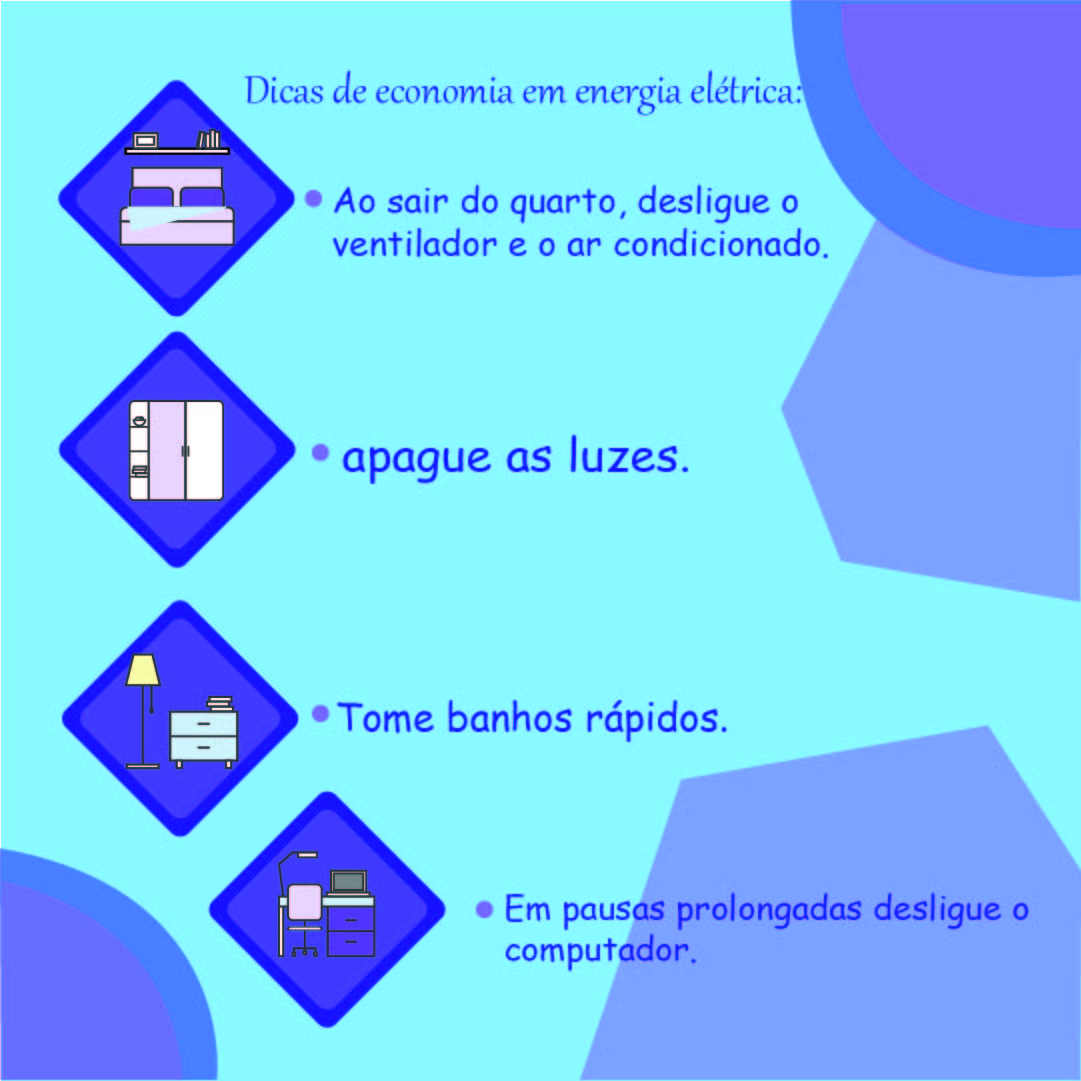 Dicas de economia em energia elétrica:
• Ao sair do quarto, desligue o
ventilador e o ar condicionado.
• apague as luzes.
• Tome banhos rápidos.
• Em pausas prolongadas desligue o
computador.